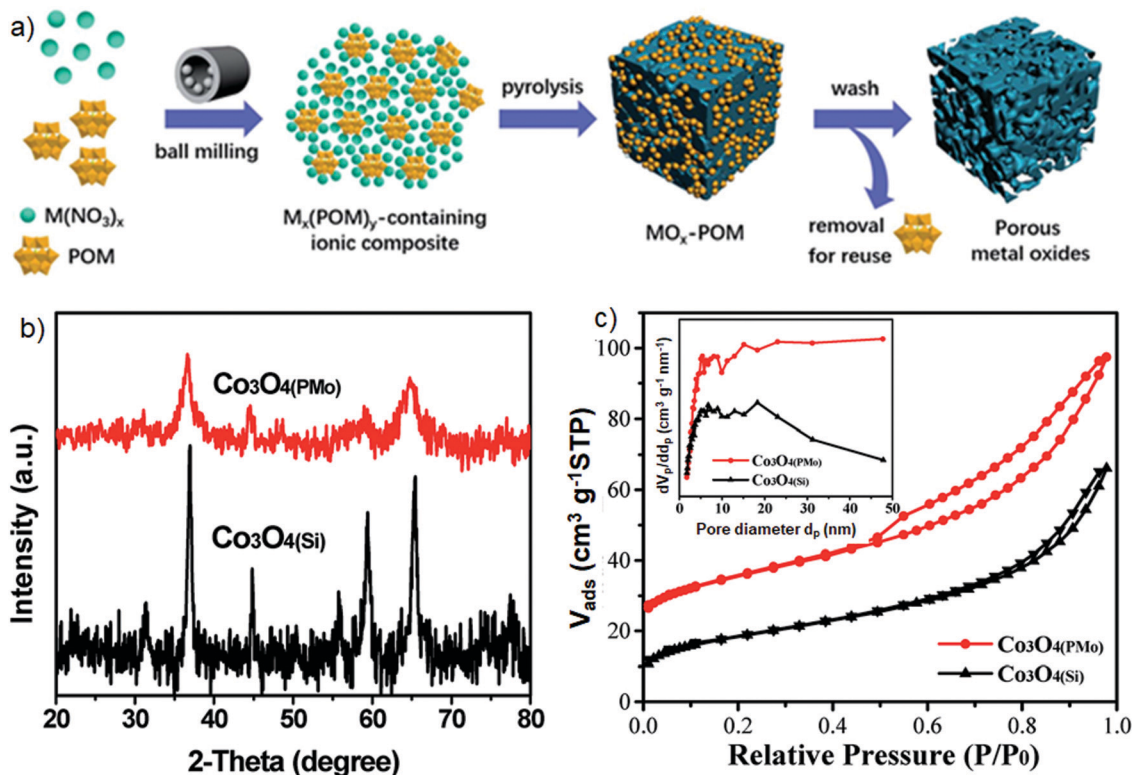 a)
M(NO₃)ₓ
POM
ball milling
Mₓ(POM)ᵧ-containing
ionic composite
pyrolysis
MOₓ-POM
wash
removal
for reuse
Porous
metal oxides
b)
Intensity (a.u.)
Co₃O₄(PMo)
Co₃O₄(Si)
20 30 40 50 60 70 80
2-Theta (degree)
c)
V_ads (cm³ g⁻¹STP)
100
80
60
40
20
0
0.0 0.2 0.4 0.6 0.8 1.0
Relative Pressure (P/P₀)
Co₃O₄(PMo)
Co₃O₄(Si)
dVₚ/ddₚ (cm³ g⁻¹ nm⁻¹)
Co₃O₄(PMo)
Co₃O₄(Si)
0 10 20 30 40 50
Pore diameter dₚ (nm)